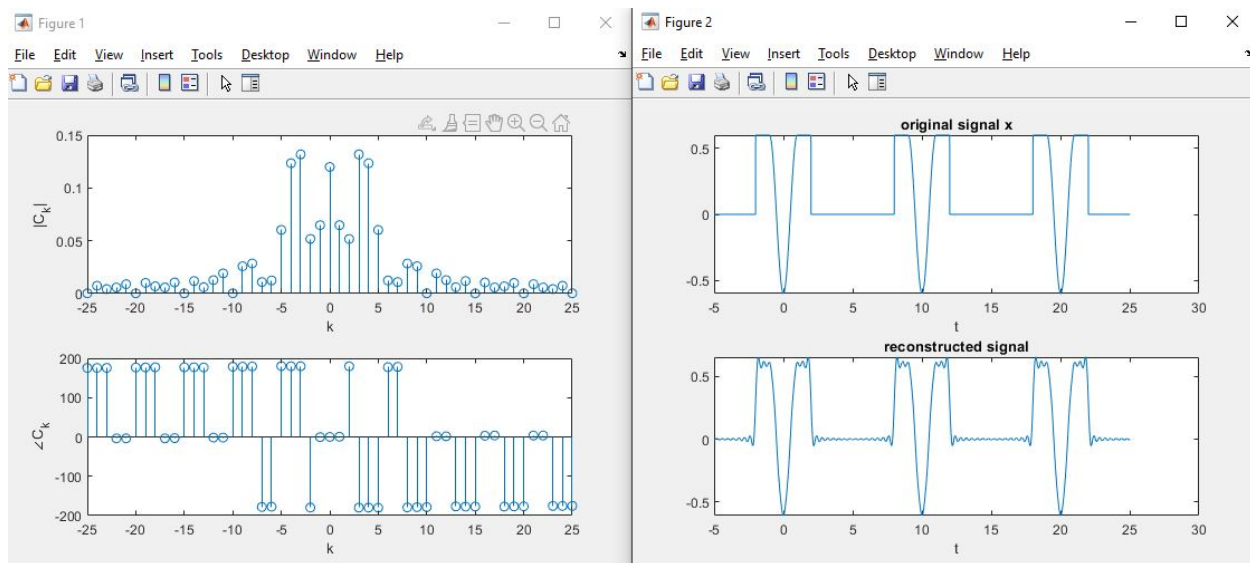 Figure 1
File Edit View Insert Tools Desktop Window Help
0.15
0.1
0.05
0
|C_k|
-25 -20 -15 -10 -5 0 5 10 15 20 25
k
200
100
0
-100
-200
∠C_k
-25 -20 -15 -10 -5 0 5 10 15 20 25
k
Figure 2
File Edit View Insert Tools Desktop Window Help
original signal x
0.5
0
-0.5
-5 0 5 10 15 20 25 30
t
reconstructed signal
0.5
0
-0.5
-5 0 5 10 15 20 25 30
t